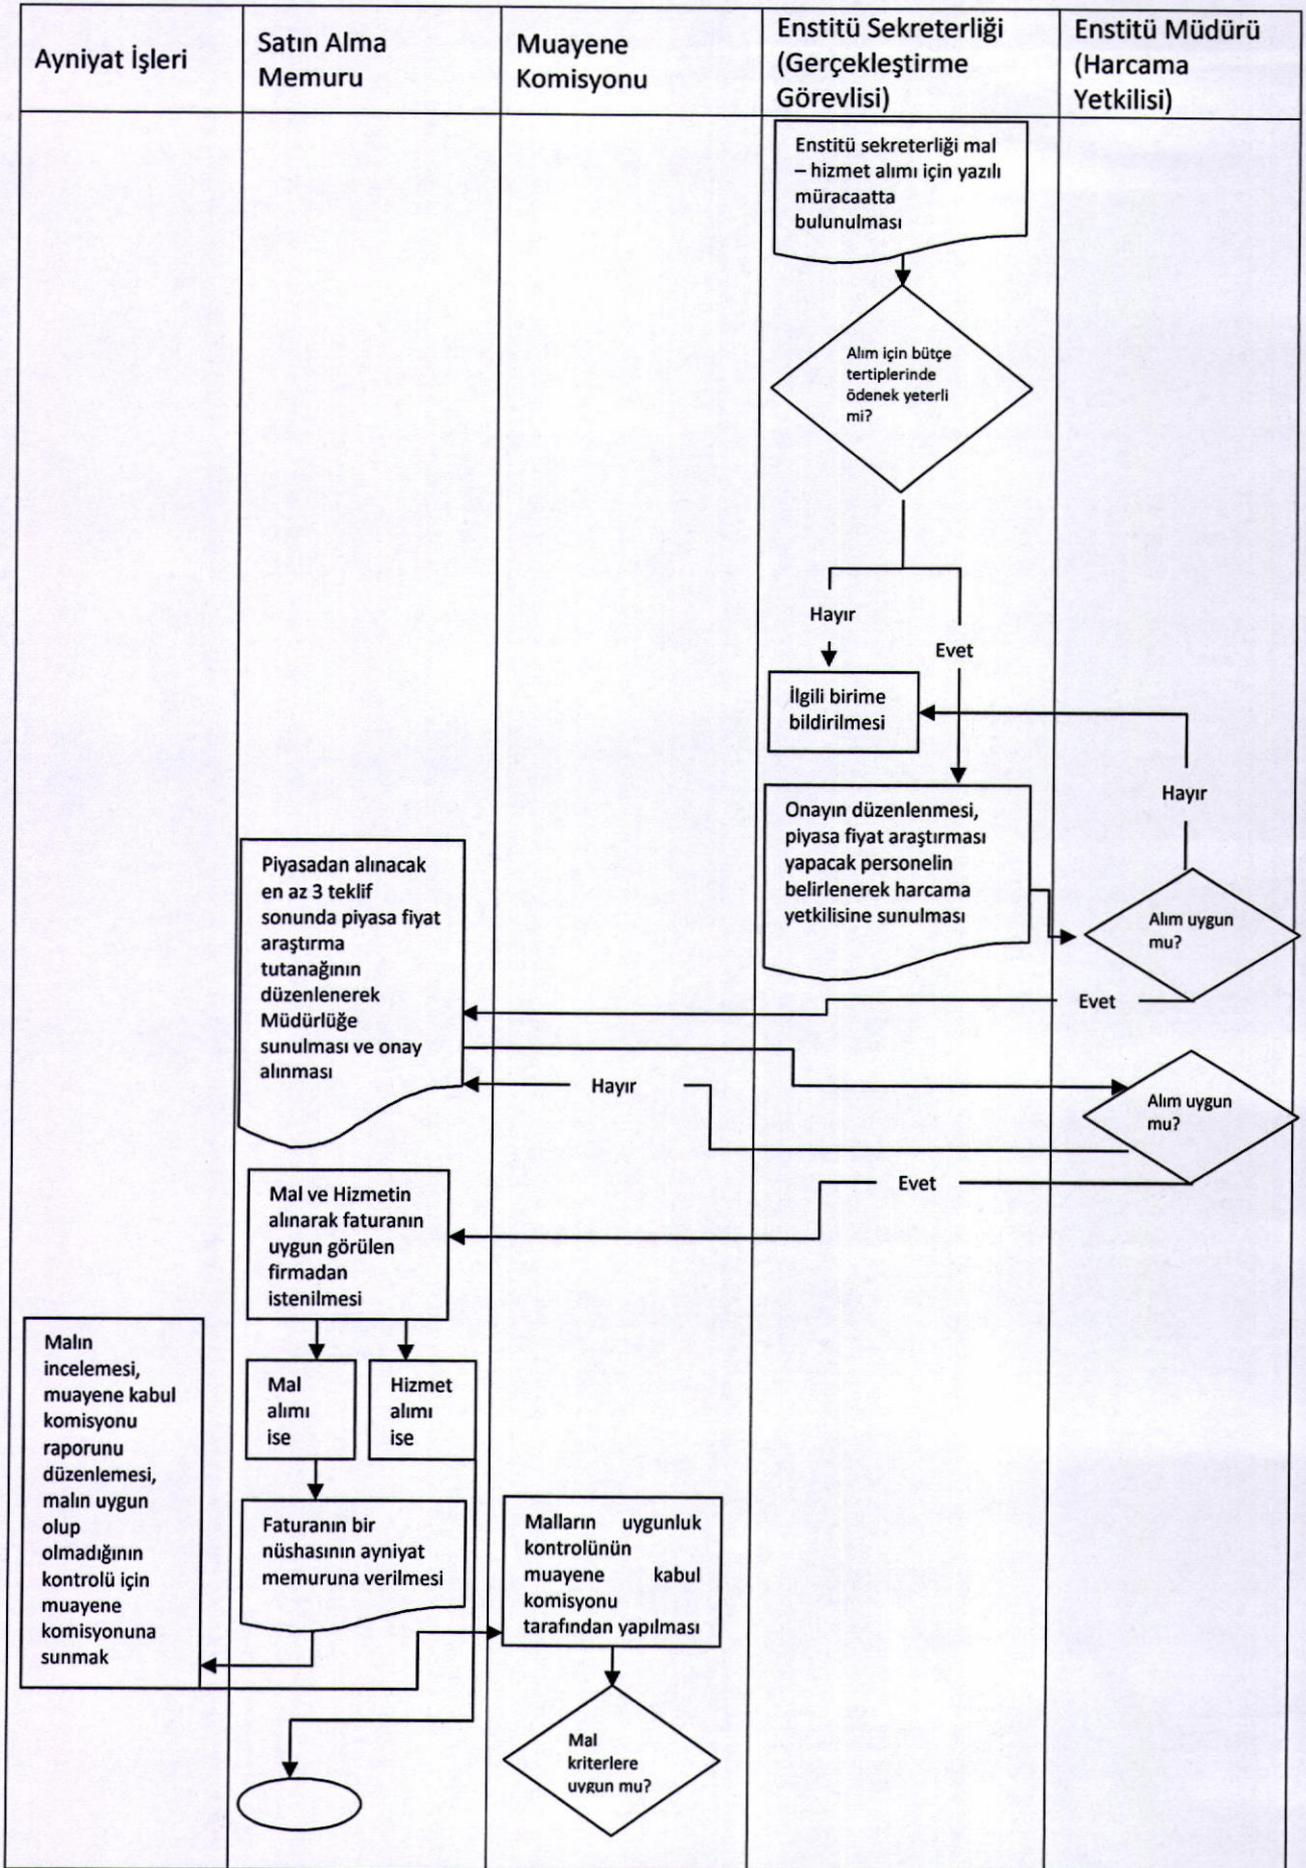 Ayniyat İşleri
Satın Alma
Memuru
Muayene
Komisyonu
Enstitü Sekreterliği
(Gerçekleştirme
Görevlisi)
Enstitü Müdürü
(Harcama
Yetkilisi)
Enstitü sekreterliği mal
– hizmet alımı için yazılı
müracaatta
bulunulması
Alım için bütçe
tertiplerinde
ödenek yeterli
mi?
Hayır
Evet
İlgili birime
bildirilmesi
Hayır
Onayın düzenlenmesi,
piyasa fiyat araştırması
yapacak personelin
belirlenerek harcama
yetkilisine sunulması
Alım uygun
mu?
Evet
Piyasadan alınacak
en az 3 teklif
sonunda piyasa fiyat
araştırma
tutanağının
düzenlenerek
Müdürlüğe
sunulması ve onay
alınması
Hayır
Alım uygun
mu?
Evet
Mal ve Hizmetin
alınarak faturanın
uygun görülen
firmadan
istenilmesi
Mal
alımı
ise
Hizmet
alımı
ise
Faturanın bir
nüshasının ayniyat
memuruna verilmesi
Malın
incelemesi,
muayene kabul
komisyonu
raporunu
düzenlemesi,
malın uygun
olup
olmadığının
kontrolü için
muayene
komisyonuna
sunmak
Malların uygunluk
kontrolünün
muayene kabul
komisyonu
tarafından yapılması
Mal
kriterlere
uygun mu?